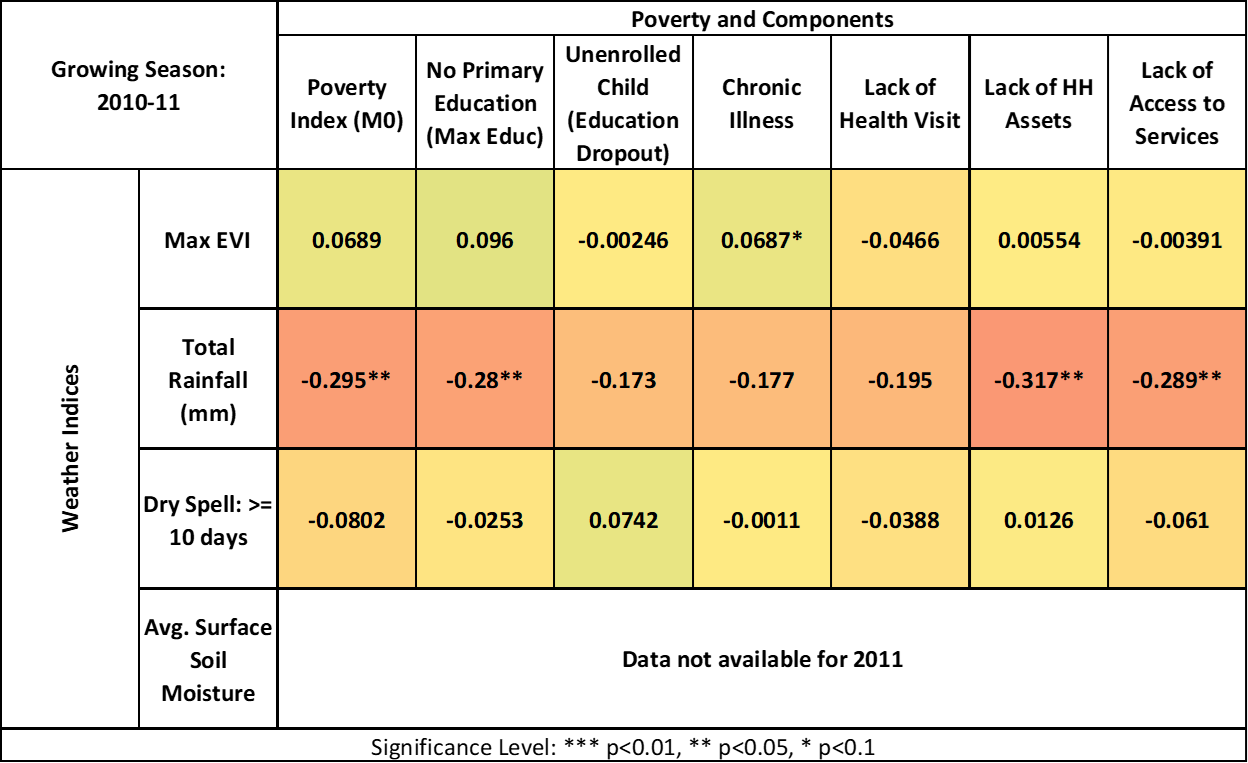 Growing Season:
2010-11
Poverty and Components
Poverty
Index (M0)
No Primary
Education
(Max Educ)
Unenrolled
Child
(Education
Dropout)
Chronic
Illness
Lack of
Health Visit
Lack of HH
Assets
Lack of
Access to
Services
Weather Indices
Max EVI
0.0689
0.096
-0.00246
0.0687*
-0.0466
0.00554
-0.00391
Total
Rainfall
(mm)
-0.295**
-0.28**
-0.173
-0.177
-0.195
-0.317**
-0.289**
Dry Spell: >=
10 days
-0.0802
-0.0253
0.0742
-0.0011
-0.0388
0.0126
-0.061
Avg. Surface
Soil
Moisture
Data not available for 2011
Significance Level: *** p<0.01, ** p<0.05, * p<0.1